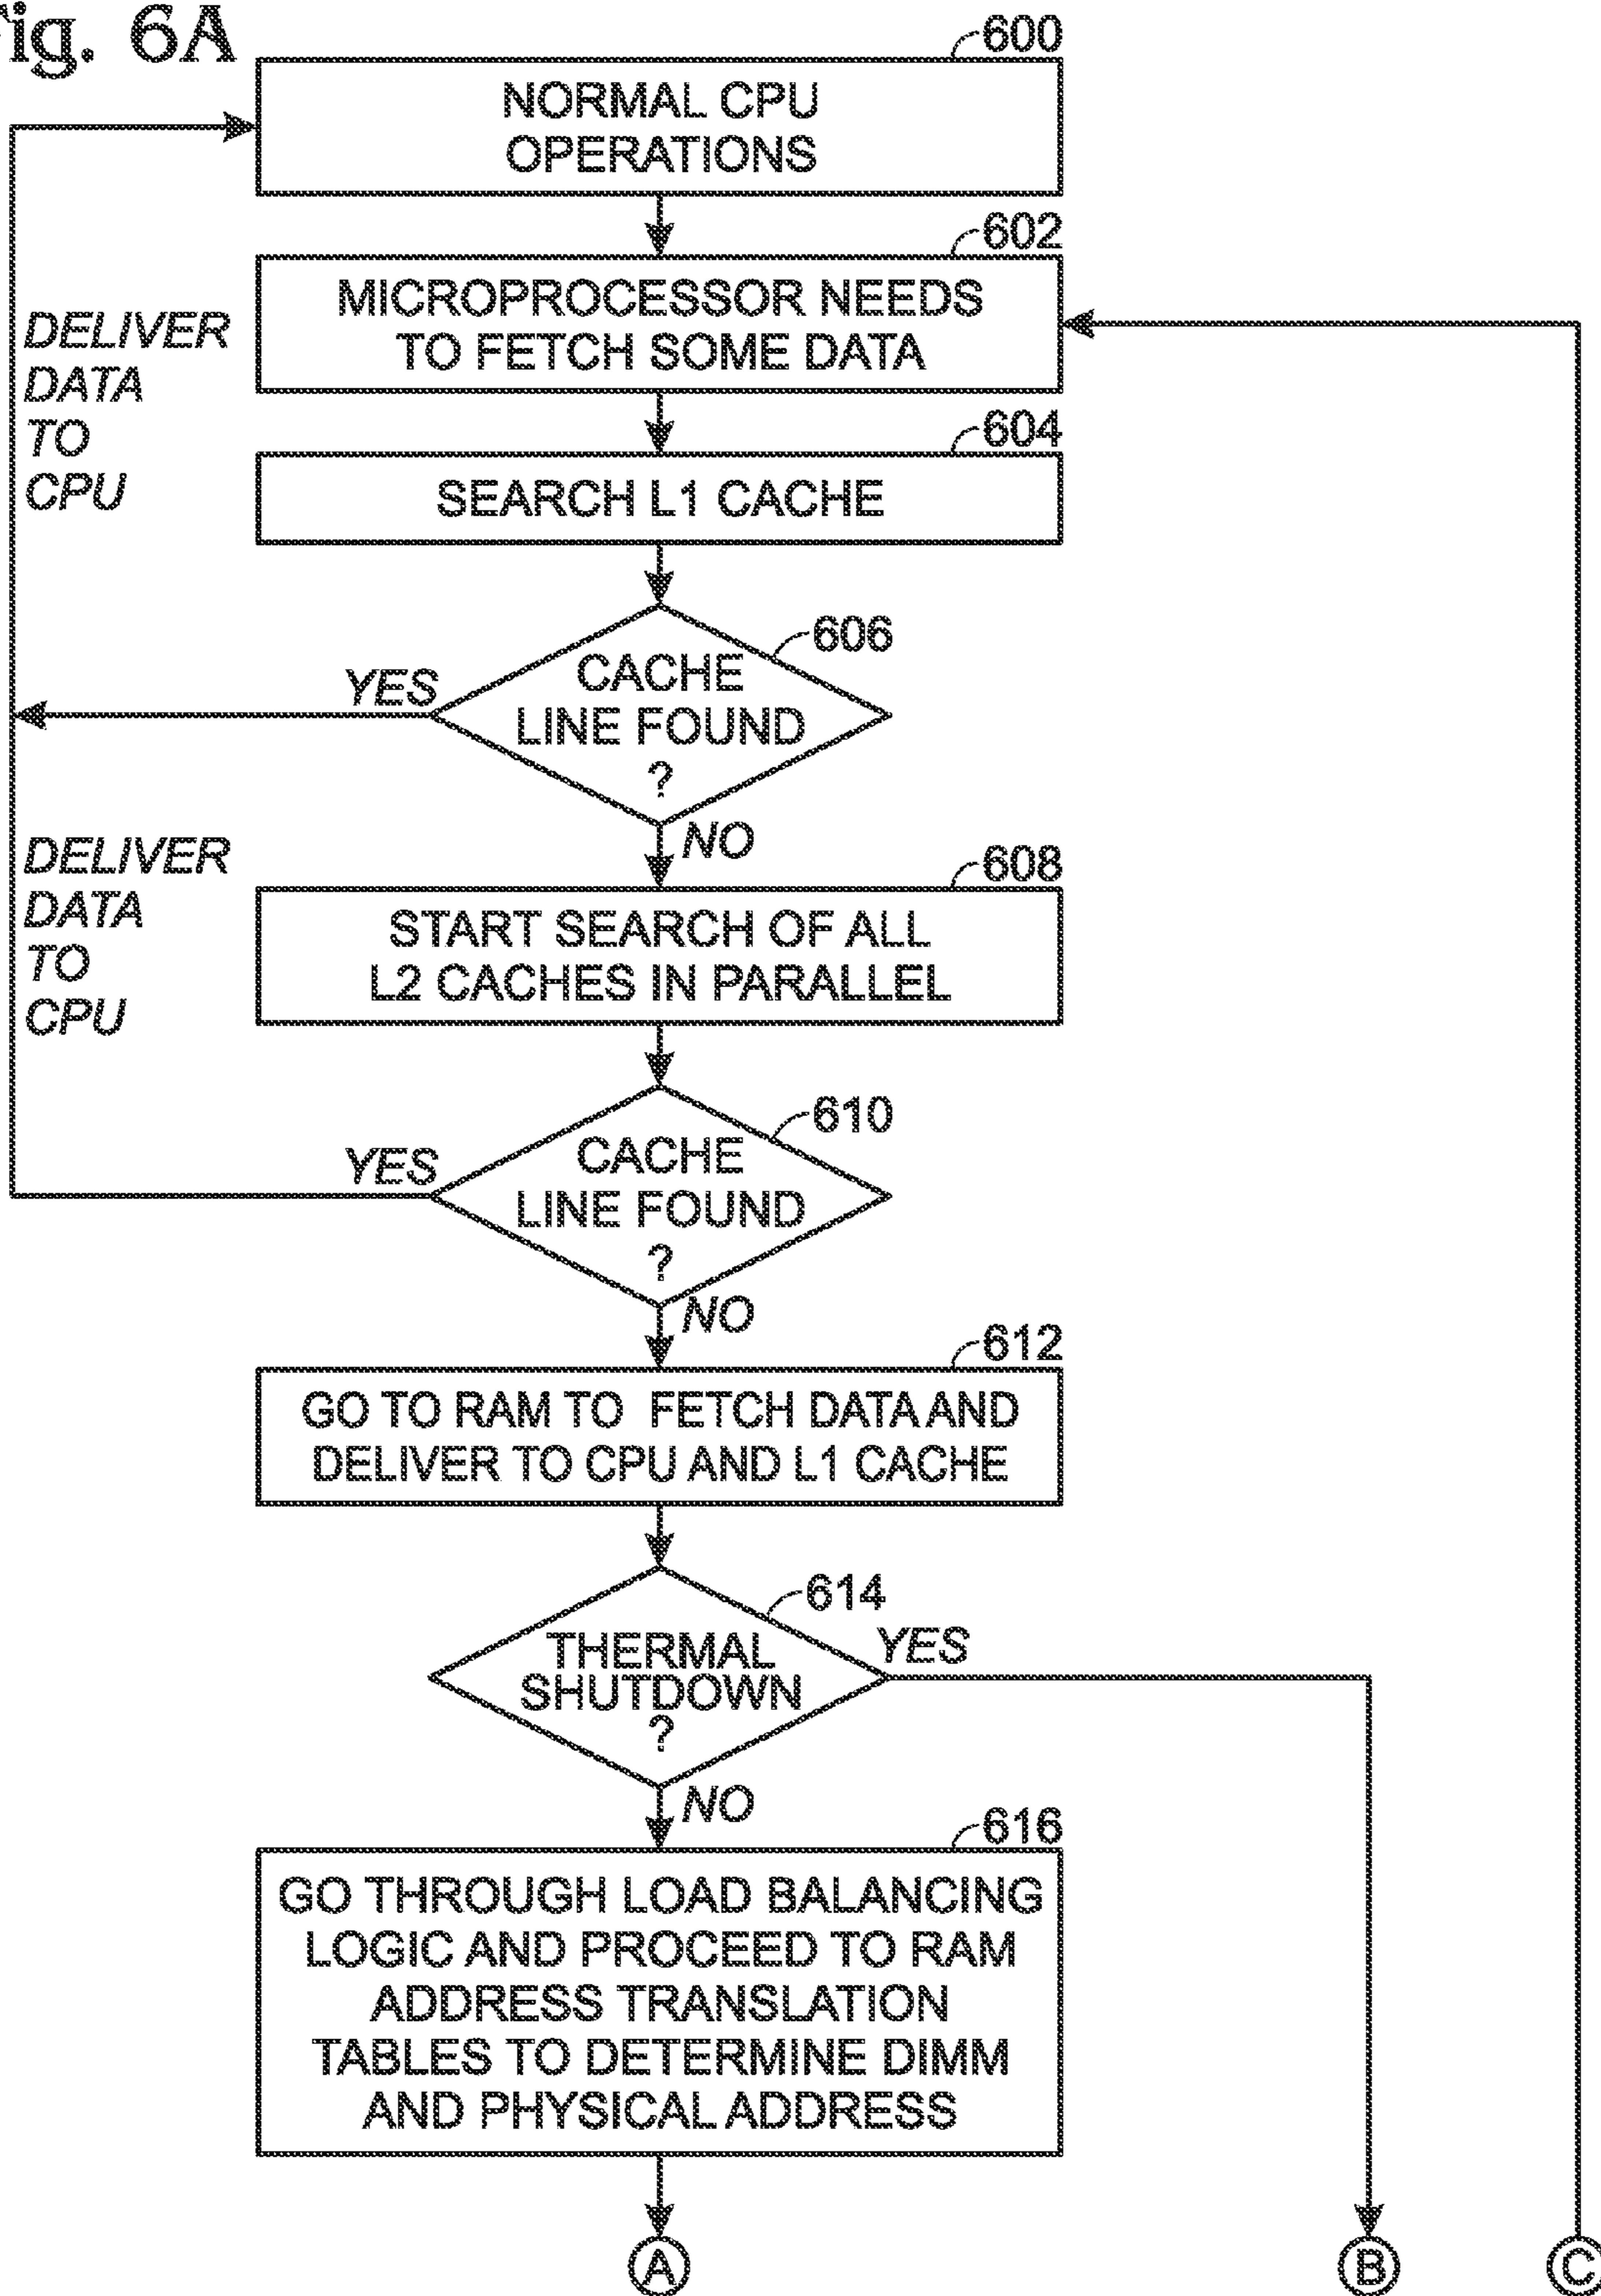 Fig. 6A
600
NORMAL CPU
OPERATIONS
602
MICROPROCESSOR NEEDS
TO FETCH SOME DATA
DELIVER
DATA
TO
CPU
604
SEARCH L1 CACHE
606
CACHE
LINE FOUND
?
YES
NO
DELIVER
DATA
TO
CPU
608
START SEARCH OF ALL
L2 CACHES IN PARALLEL
610
CACHE
LINE FOUND
?
YES
NO
612
GO TO RAM TO FETCH DATA AND
DELIVER TO CPU AND L1 CACHE
614
THERMAL
SHUTDOWN
?
YES
NO
616
GO THROUGH LOAD BALANCING
LOGIC AND PROCEED TO RAM
ADDRESS TRANSLATION
TABLES TO DETERMINE DIMM
AND PHYSICAL ADDRESS
A
B
C